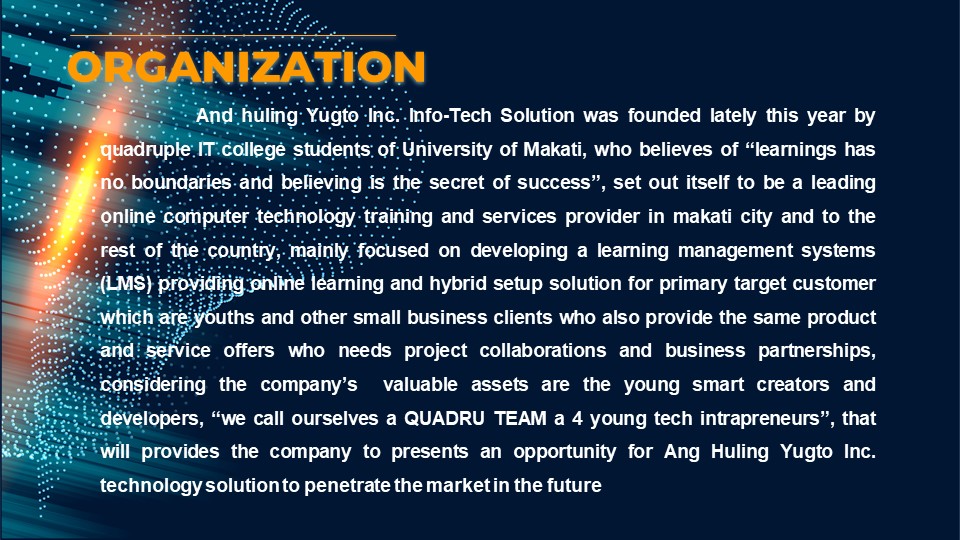 ORGANIZATION
And huling Yugto Inc. Info-Tech Solution was founded lately this year by
quadruple IT college students of University of Makati, who believes of “learnings has
no boundaries and believing is the secret of success”, set out itself to be a leading
online computer technology training and services provider in makati city and to the
rest of the country, mainly focused on developing a learning management systems
(LMS) providing online learning and hybrid setup solution for primary target customer
which are youths and other small business clients who also provide the same product
and service offers who needs project collaborations and business partnerships,
considering the company’s valuable assets are the young smart creators and
developers, “we call ourselves a QUADRU TEAM a 4 young tech intrapreneurs”, that
will provides the company to presents an opportunity for Ang Huling Yugto Inc.
technology solution to penetrate the market in the future